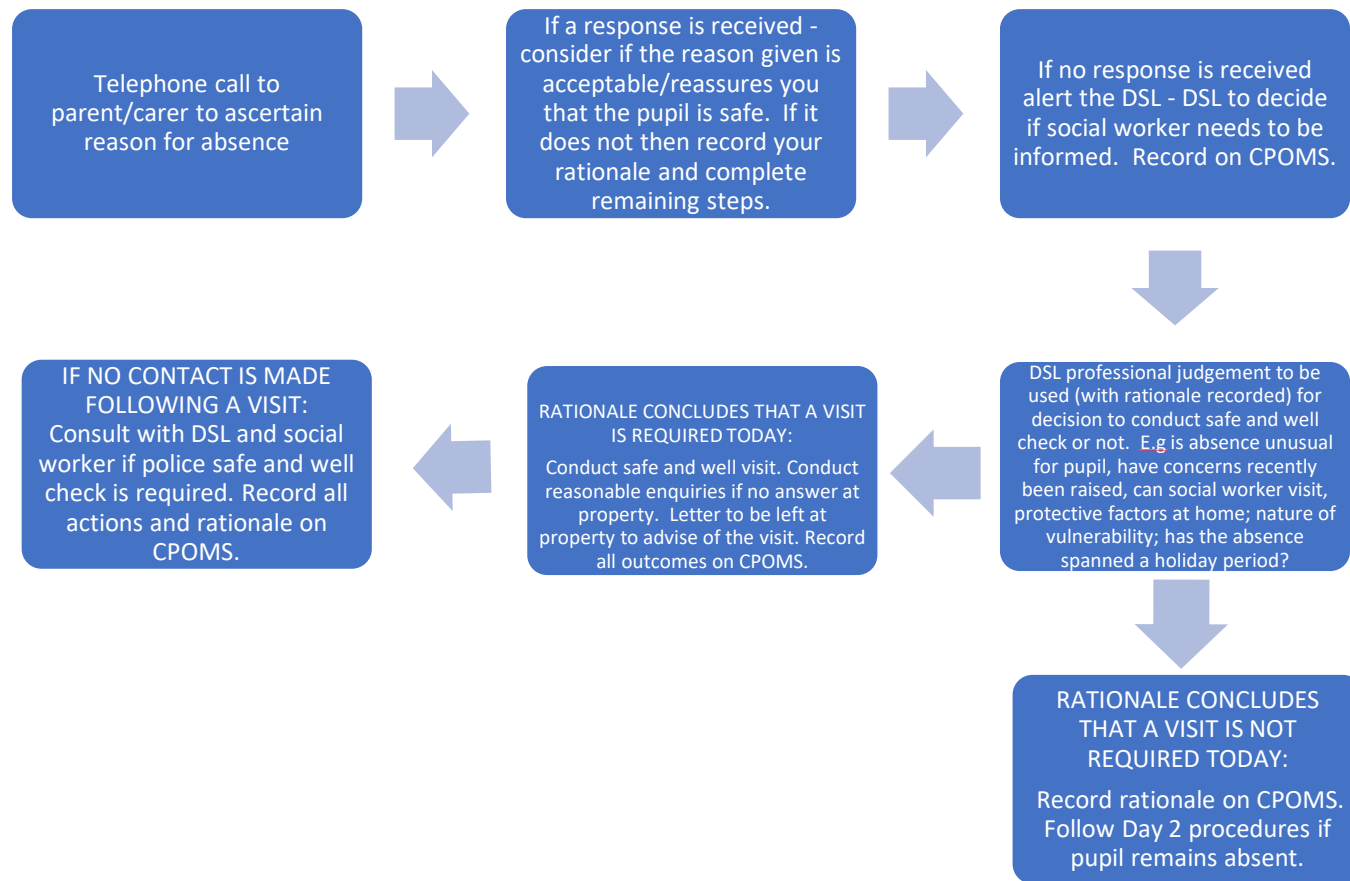 Telephone call to
parent/carer to ascertain
reason for absence
If a response is received -
consider if the reason given is
acceptable/reassures you
that the pupil is safe.  If it
does not then record your
rationale and complete
remaining steps.
If no response is received
alert the DSL - DSL to decide
if social worker needs to be
informed.  Record on CPOMS.
DSL professional judgement to be
used (with rationale recorded) for
decision to conduct safe and well
check or not.  E.g is absence unusual
for pupil, have concerns recently
been raised, can social worker visit,
protective factors at home; nature of
vulnerability; has the absence
spanned a holiday period?
RATIONALE CONCLUDES THAT A VISIT
IS REQUIRED TODAY:
Conduct safe and well visit. Conduct
reasonable enquiries if no answer at
property.  Letter to be left at
property to advise of the visit. Record
all outcomes on CPOMS.
IF NO CONTACT IS MADE
FOLLOWING A VISIT:
Consult with DSL and social
worker if police safe and well
check is required. Record all
actions and rationale on
CPOMS.
RATIONALE CONCLUDES
THAT A VISIT IS NOT
REQUIRED TODAY:
Record rationale on CPOMS.
Follow Day 2 procedures if
pupil remains absent.